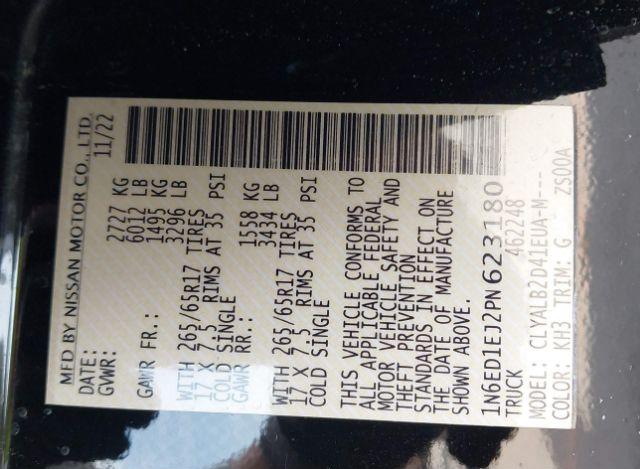 MFD BY NISSAN MOTOR CO., LTD.
DATE: 11/22
GVWR: 2727 KG
6012 LB
GAWR FR.: 1495 KG
3296 LB
WITH 265/65R17 TIRES
17 X 7.5 RIMS AT 35 PSI
COLD SINGLE
GAWR RR.: 1558 KG
3434 LB
WITH 265/65R17 TIRES
17 X 7.5 RIMS AT 35 PSI
COLD SINGLE
THIS VEHICLE CONFORMS TO
ALL APPLICABLE FEDERAL
MOTOR VEHICLE SAFETY AND
THEFT PREVENTION
STANDARDS IN EFFECT ON
THE DATE OF MANUFACTURE
SHOWN ABOVE.
1N6ED1EJ2PN623180
TRUCK 462248
MODEL: CLYALB2D41EUA-M---
COLOR: KH3 TRIM: G ZS00A